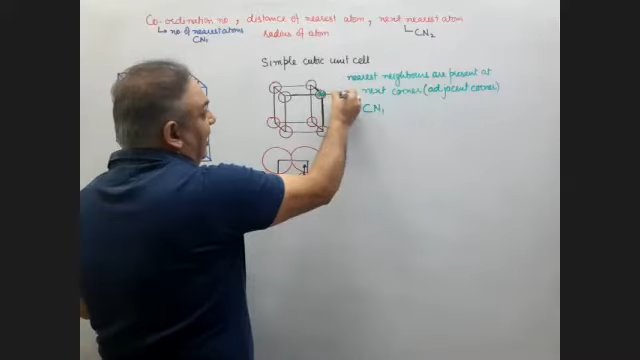 Co-ordination no, distance of nearest atom, next nearest atom
↳ no. of nearest atoms
CN₁
radius of atom
↳ CN₂
Simple cubic unit cell
nearest neighbours are present at
next corner (adjacent corner)
CN₁